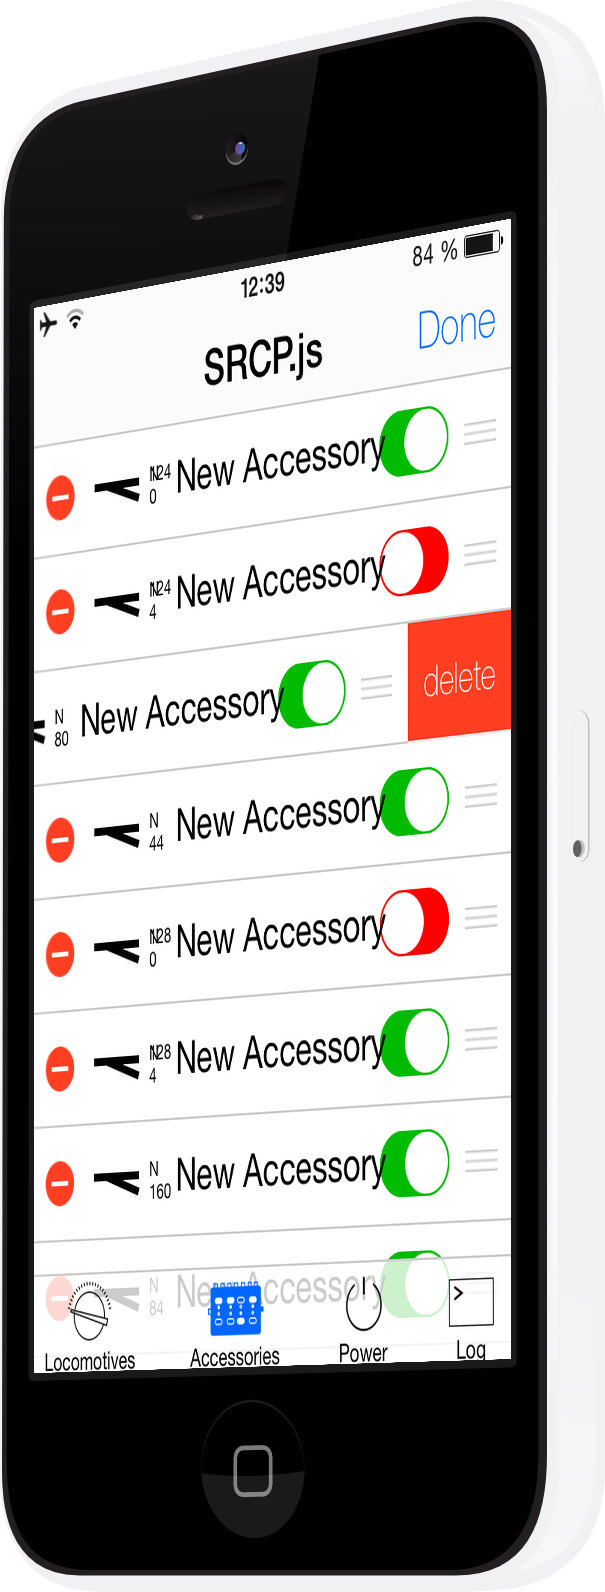 12:39 84 %
SRCP.js Done
N24
0 New Accessory
N24
4 New Accessory
N
80 New Accessory delete
N
44 New Accessory
N28
0 New Accessory
N28
4 New Accessory
N
160 New Accessory
N
84 New Accessory
Locomotives Accessories Power Log